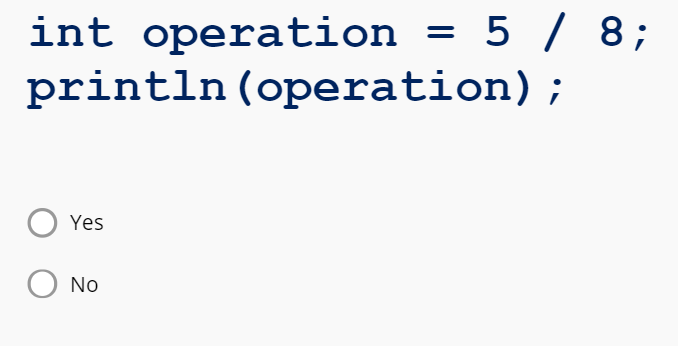 int operation = 5 / 8;
println(operation);
Yes
No